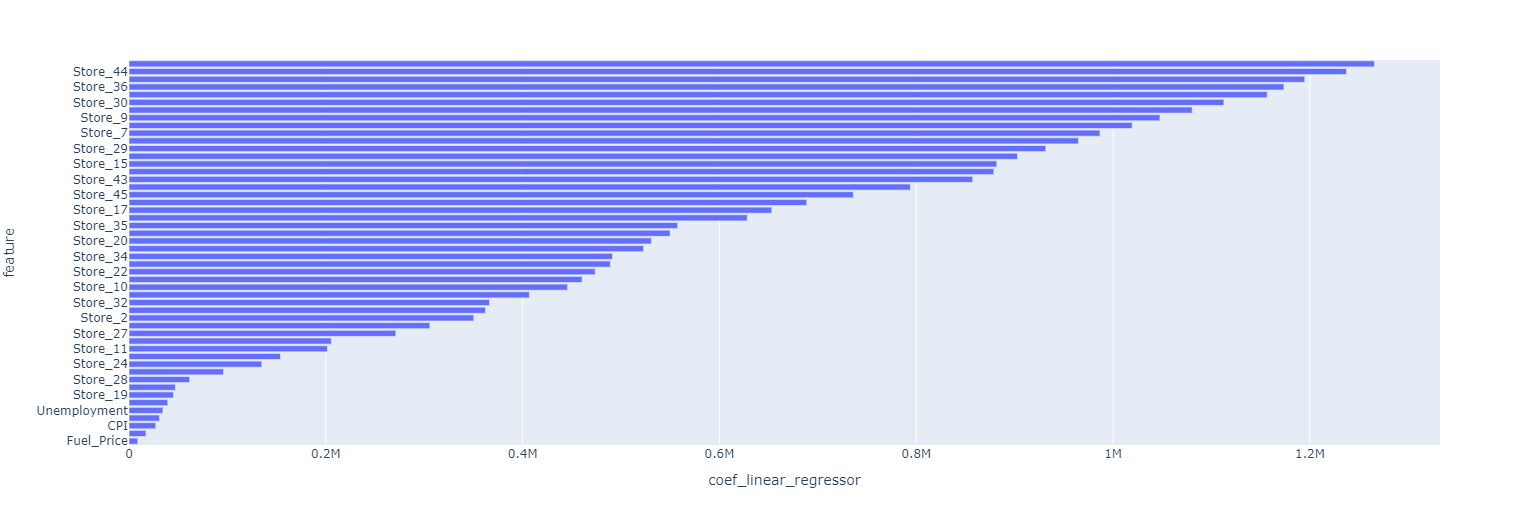 Store_44
Store_36
Store_30
Store_9
Store_7
Store_29
Store_15
Store_43
Store_45
Store_17
Store_35
Store_20
Store_34
Store_22
Store_10
Store_32
Store_2
Store_27
Store_11
Store_24
Store_28
Store_19
Unemployment
CPI
Fuel_Price
feature
0 0.2M 0.4M 0.6M 0.8M 1M 1.2M
coef_linear_regressor